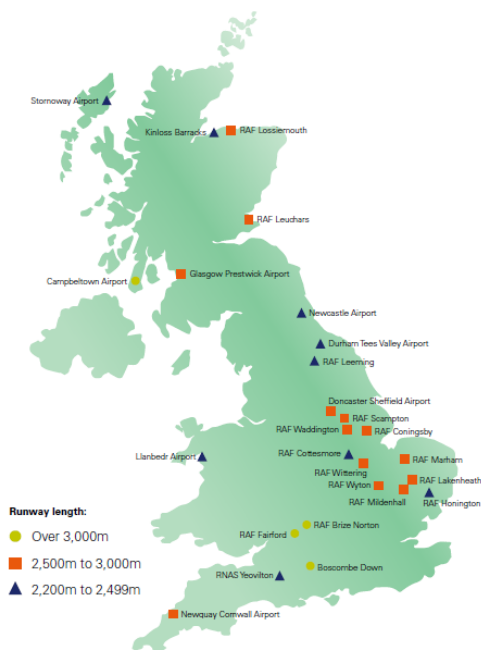 Stornoway Airport
Kinloss Barracks
RAF Lossiemouth
RAF Leuchars
Glasgow Prestwick Airport
Campbeltown Airport
Newcastle Airport
Durham Tees Valley Airport
RAF Leeming
Doncaster Sheffield Airport
RAF Scampton
RAF Waddington
RAF Coningsby
RAF Cottesmore
Llanbedr Airport
RAF Marham
RAF Wittering
RAF Lakenheath
RAF Wyton
RAF Mildenhall
RAF Honington
Runway length:
Over 3,000m
2,500m to 3,000m
2,200m to 2,499m
RAF Brize Norton
RAF Fairford
Boscombe Down
RNAS Yeovilton
Newquay Cornwall Airport